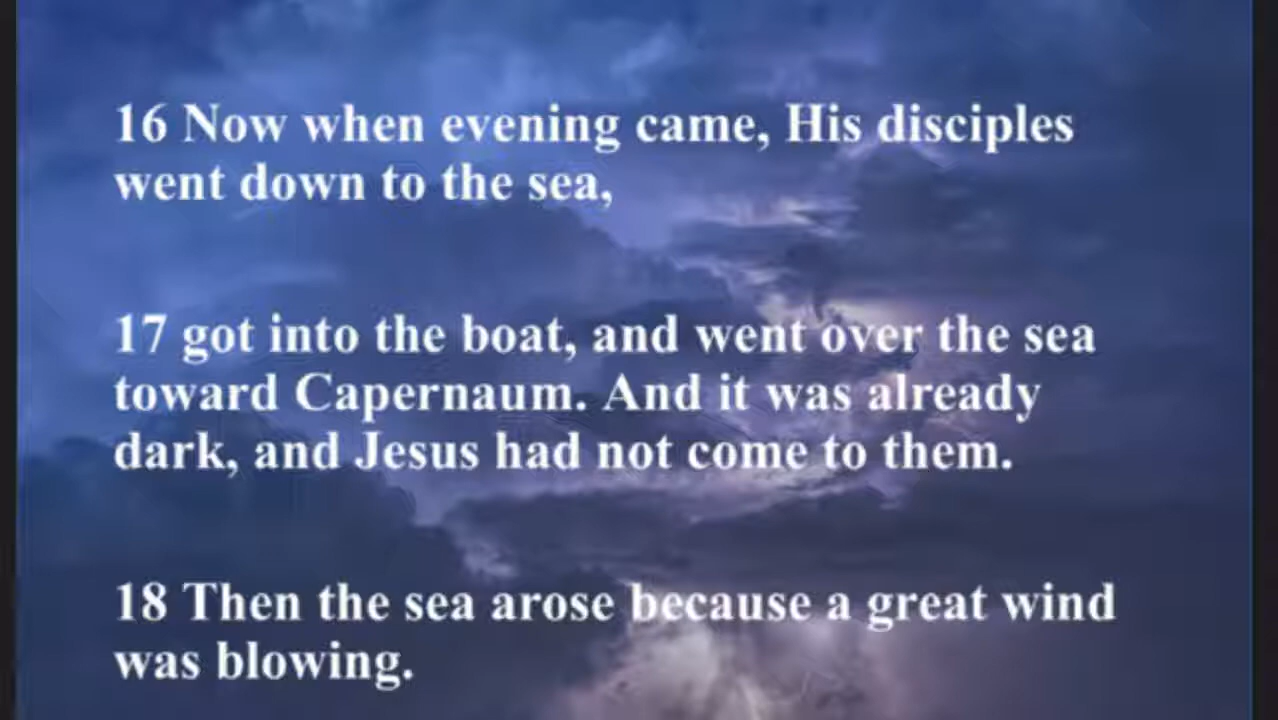 16 Now when evening came, His disciples
went down to the sea,
17 got into the boat, and went over the sea
toward Capernaum. And it was already
dark, and Jesus had not come to them.
18 Then the sea arose because a great wind
was blowing.